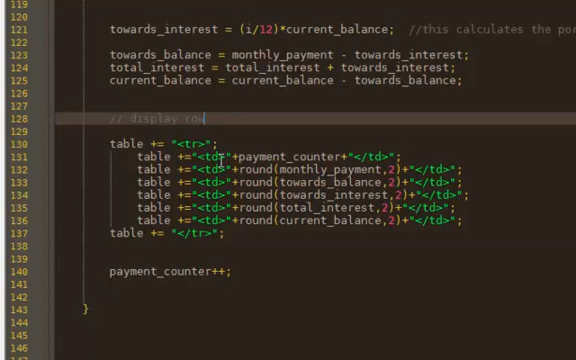 119
120
121 towards_interest = (i/12)*current_balance; //this calculates the por
122
123 towards_balance = monthly_payment - towards_interest;
124 total_interest = total_interest + towards_interest;
125 current_balance = current_balance - towards_balance;
126
127
128 // display row
129
130 table += "<tr>";
131 table +="<td>"+payment_counter+"</td>";
132 table +="<td>"+round(monthly_payment,2)+"</td>";
133 table +="<td>"+round(towards_balance,2)+"</td>";
134 table +="<td>"+round(towards_interest,2)+"</td>";
135 table +="<td>"+round(total_interest,2)+"</td>";
136 table +="<td>"+round(current_balance,2)+"</td>";
137 table += "</tr>";
138
139
140 payment_counter++;
141
142
143 }
144
145
146